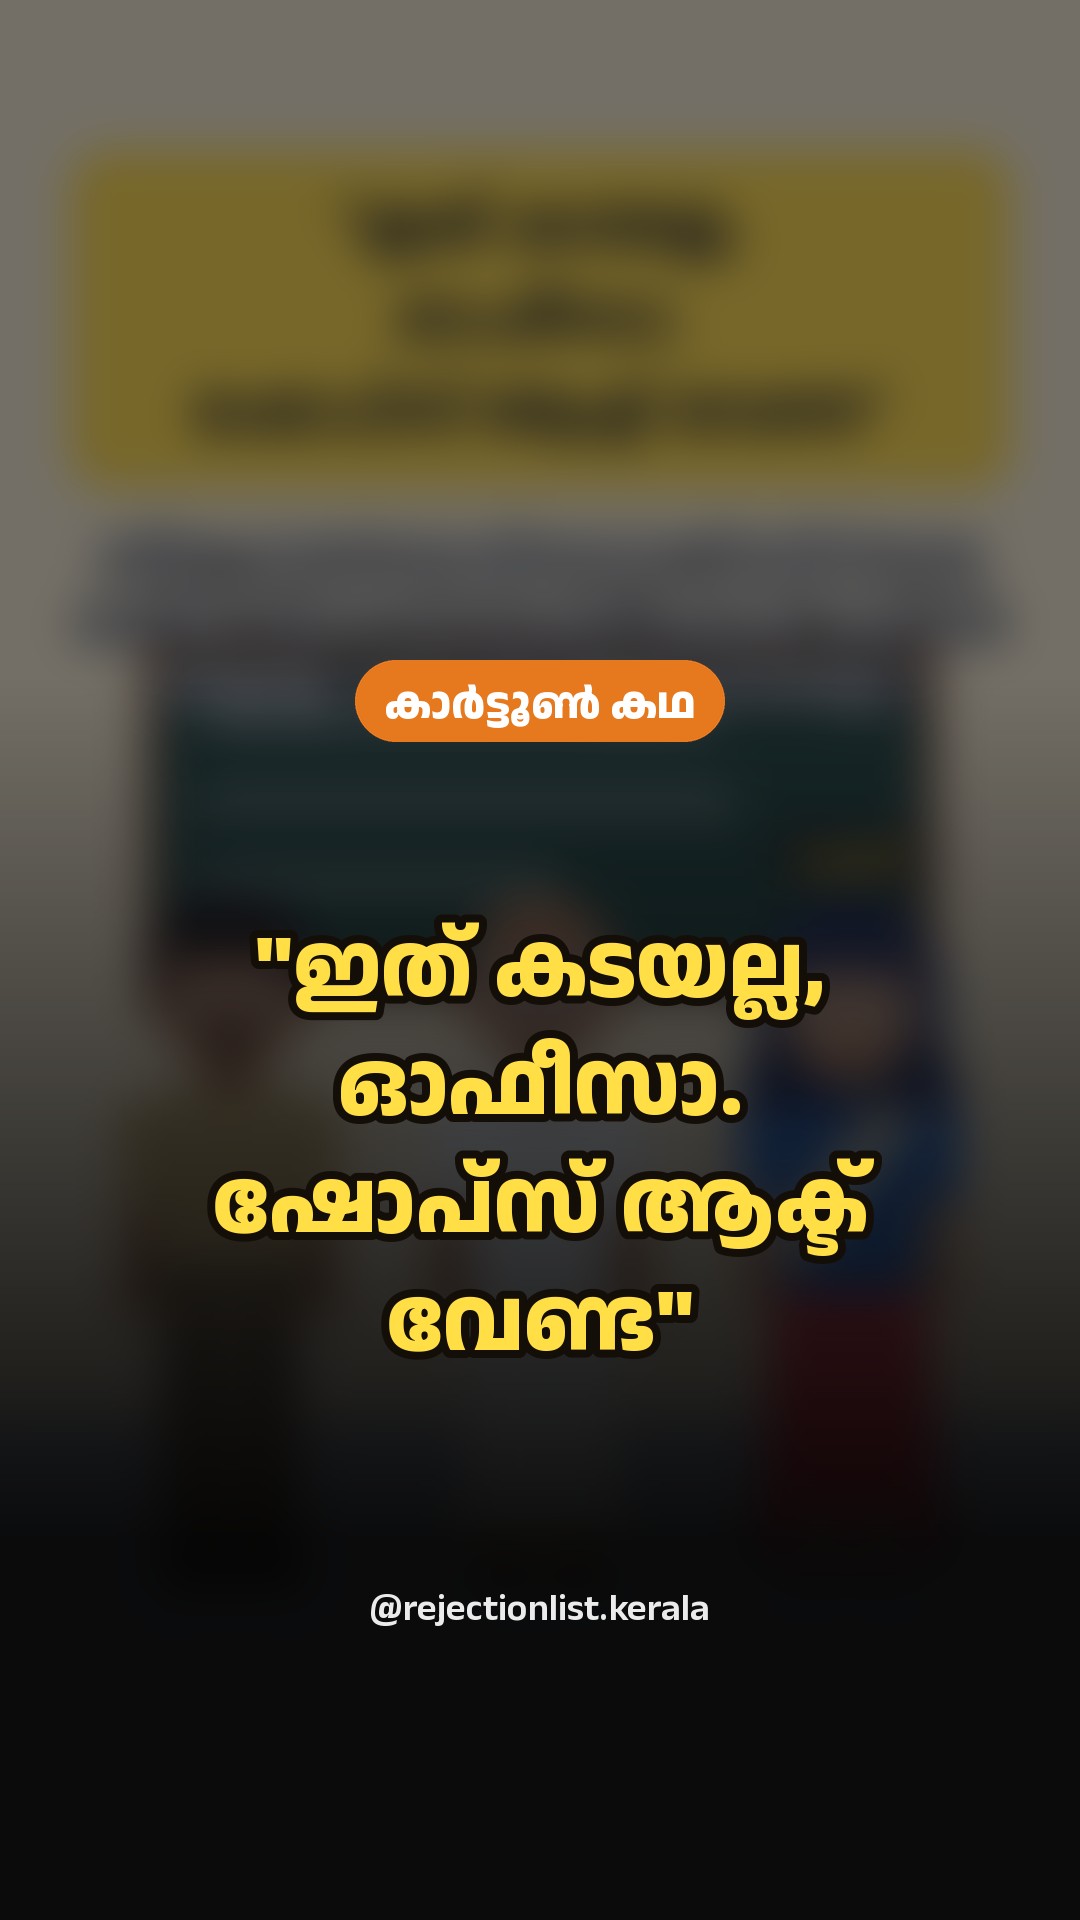 കാർട്ടൂൺ കഥ
"ഇത് കടയല്ല,
ഓഫീസാ.
ഷോപ്സ് ആക്ട്
വേണ്ട"
@rejectionlist.kerala